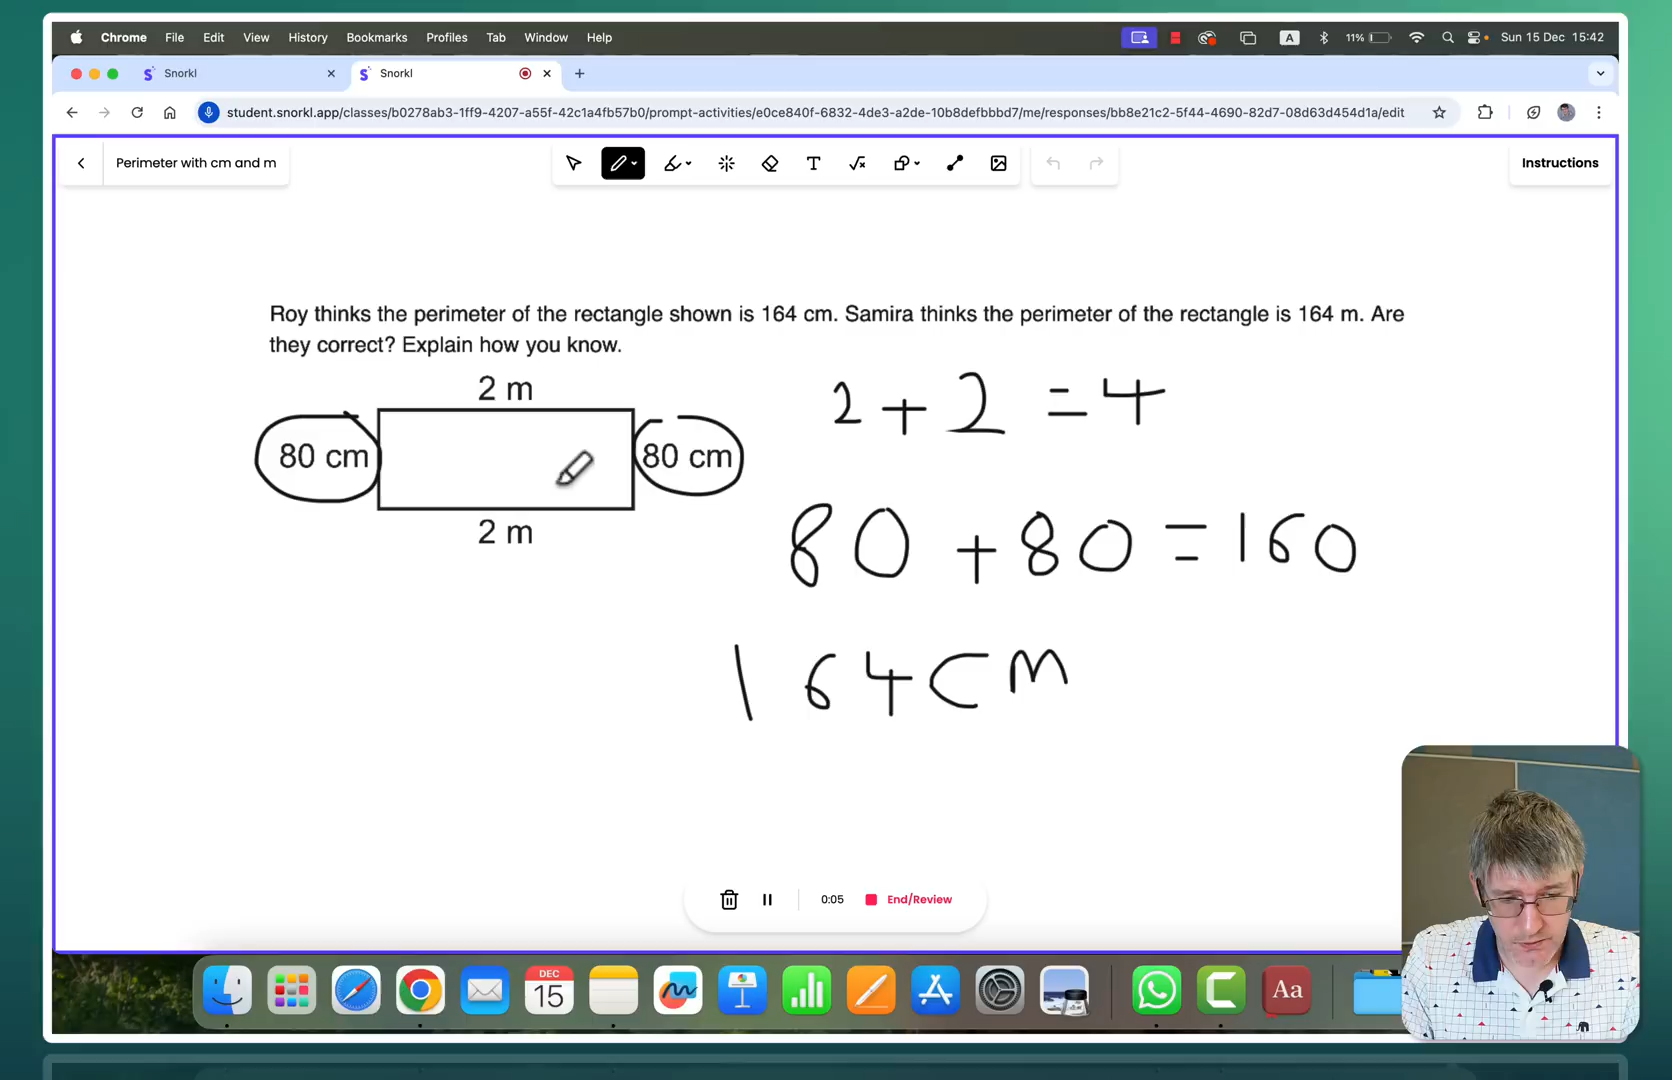 Chrome File Edit View History Bookmarks Profiles Tab Window Help A 11% Sun 15 Dec 15:42
Snorkl Snorkl
student.snorkl.app/classes/b0278ab3-1ff9-4207-a55f-42c1a4fb57b0/prompt-activities/e0ce840f-6832-4de3-a2de-10b8defbbbd7/me/responses/bb8e21c2-5f44-4690-82d7-08d63d454d1a/edit
Perimeter with cm and m T Instructions
Roy thinks the perimeter of the rectangle shown is 164 cm. Samira thinks the perimeter of the rectangle is 164 m. Are
they correct? Explain how you know.
2 m
2 + 2 = 4
80 cm 80 cm
2 m
80 + 80 = 160
164cm
0:05 End/Review
DEC
15
Aa